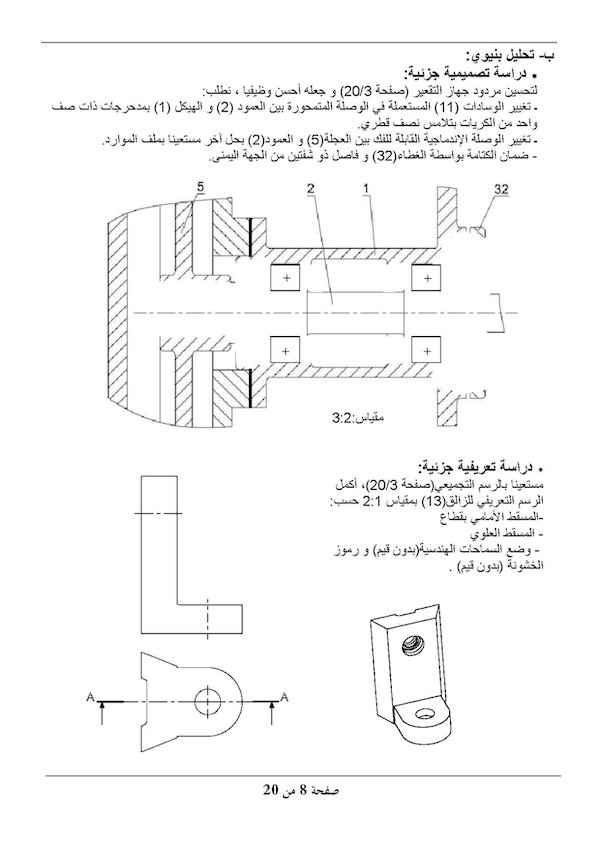 ب- تحليل بنيوي:
* دراسة تصميمية جزئية:
لتحسين مردود جهاز التقعير (صفحة 20/3) و جعله أحسن وظيفيا ، نطلب:
- تغيير الوسادات (11) المستعملة في الوصلة المتمحورة بين العمود (2) و الهيكل (1) بمدحرجات ذات صف
واحد من الكريات بتلامس نصف قطري.
- تغيير الوصلة الإندماجية القابلة للفك بين العجلة(5) و العمود(2) بحل آخر مستعينا بملف الموارد.
- ضمان الكتامة بواسطة الغطاء(32) و فاصل ذو شفتين من الجهة اليمنى.
5 2 1 32
مقياس:3:2
* دراسة تعريفية جزئية:
مستعينا بالرسم التجميعي(صفحة 20/3)، أكمل
الرسم التعريفي للزالق(13) بمقياس 2:1 حسب:
-المسقط الأمامي بقطاع
- المسقط العلوي
- وضع السماحات الهندسية(بدون قيم) و رموز
الخشونة (بدون قيم) .
A A
صفحة 8 من 20